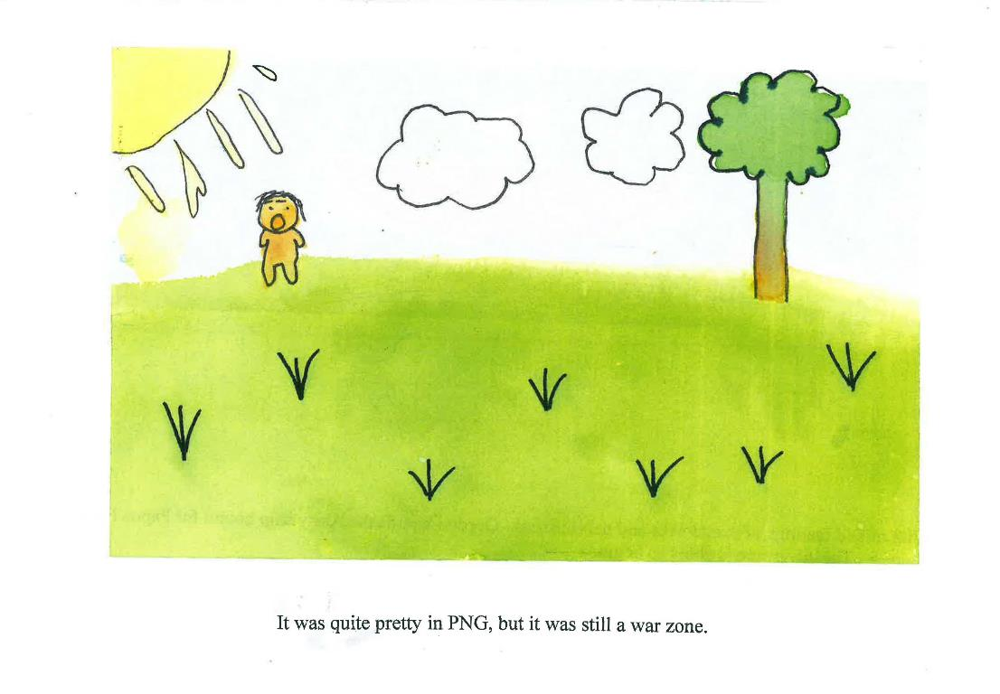 It was quite pretty in PNG, but it was still a war zone.